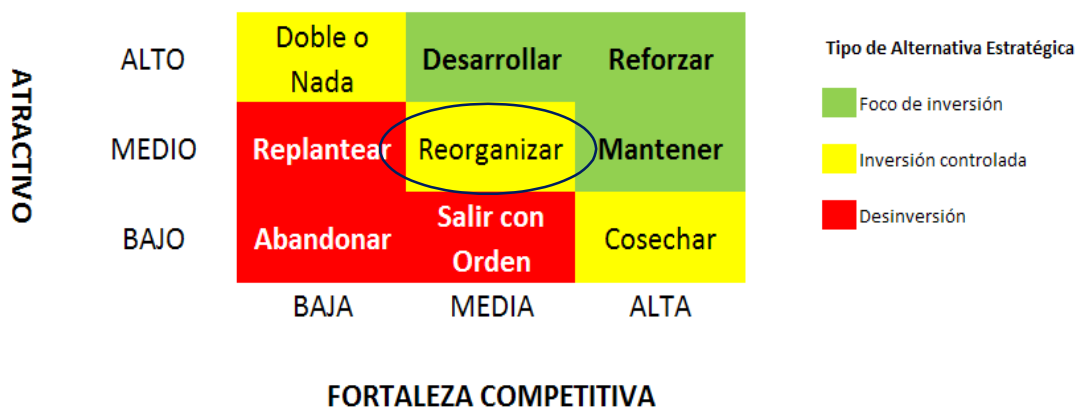 ATRACTIVO
ALTO
Doble o
Nada
Desarrollar
Reforzar
MEDIO
Replantear
Reorganizar
Mantener
BAJO
Abandonar
Salir con
Orden
Cosechar
BAJA
MEDIA
ALTA
FORTALEZA COMPETITIVA
Tipo de Alternativa Estratégica
Foco de inversión
Inversión controlada
Desinversión